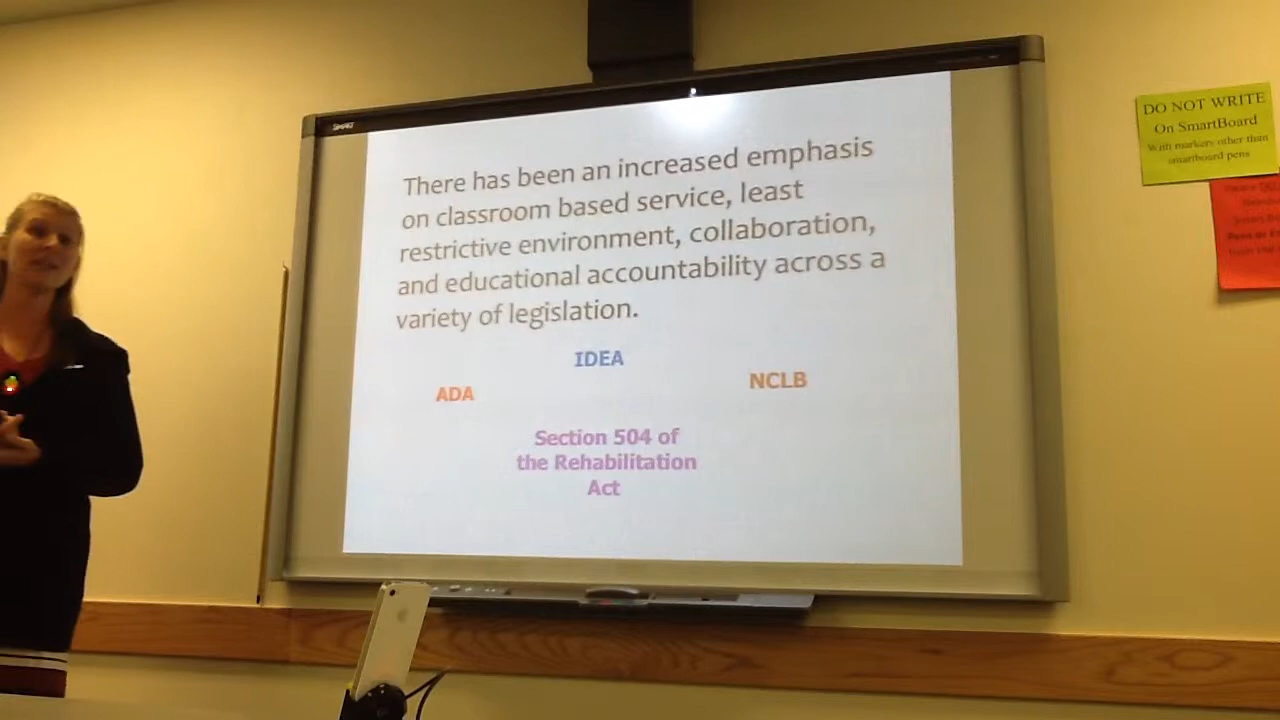 SMART
There has been an increased emphasis
on classroom based service, least
restrictive environment, collaboration,
and educational accountability across a
variety of legislation.
IDEA
ADA
NCLB
Section 504 of
the Rehabilitation
Act
DO NOT WRITE
On SmartBoard
With markers other than
smartboard pens